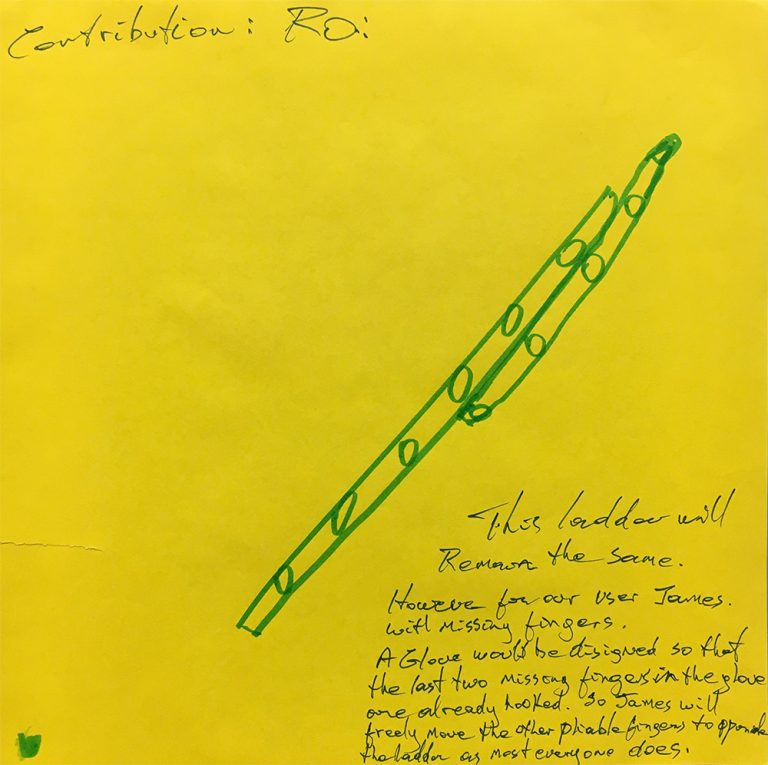 Contribution: RO:
This ladder will
Remain the same.
Howeve for our user James.
with missing fingers.
A Glove would be disigned so that
the last two missing fingers in the glove
are already hooked. So James will
freely move the other pliable fingers to opperate
the ladder as most everyone does.